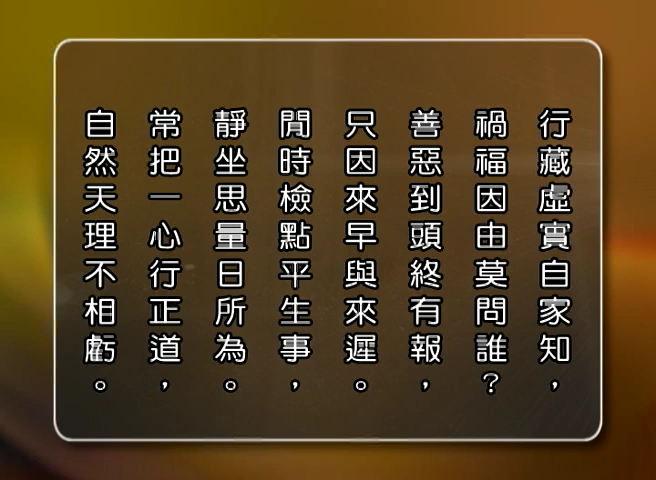 行藏虛實自家知，
禍福因由莫問誰？
善惡到頭終有報，
只因來早與來遲。
閒時檢點平生事，
靜坐思量日所為。
常把一心行正道，
自然天理不相虧。